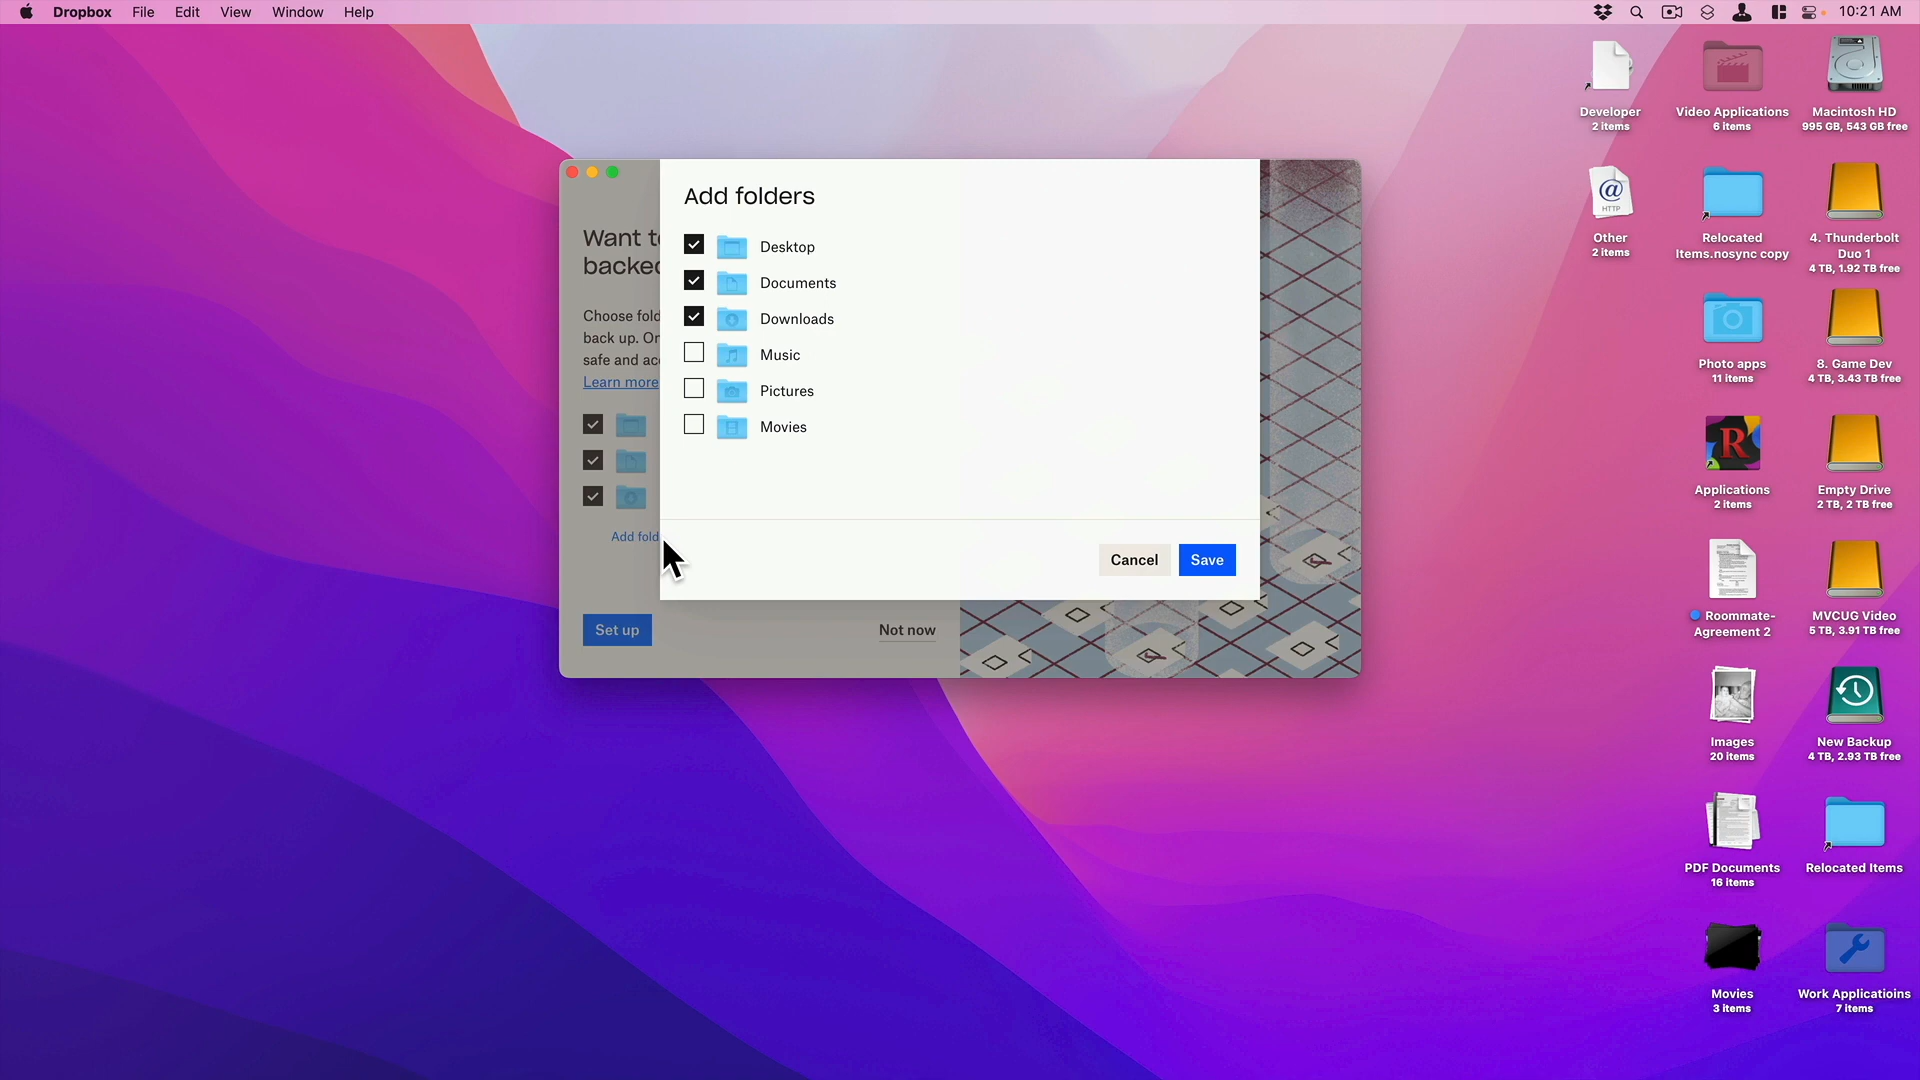 Dropbox File Edit View Window Help
10:21 AM
Developer
2 items
Video Applications
6 items
Macintosh HD
995 GB, 543 GB free
HTTP
Other
2 items
Relocated
Items.nosync copy
4. Thunderbolt
Duo 1
4 TB, 1.92 TB free
Photo apps
11 items
8. Game Dev
4 TB, 3.43 TB free
R
Applications
2 items
Empty Drive
2 TB, 2 TB free
Roommate-
Agreement 2
MVCUG Video
5 TB, 3.91 TB free
Images
20 items
New Backup
4 TB, 2.93 TB free
PDF Documents
16 items
Relocated Items
Movies
3 items
Work Applicatioins
7 items
Add folders
Desktop
Documents
Downloads
Music
Pictures
Movies
Cancel
Save
Want
backed
Choose
back up.
safe and
Learn more
Add
Set up
Not now